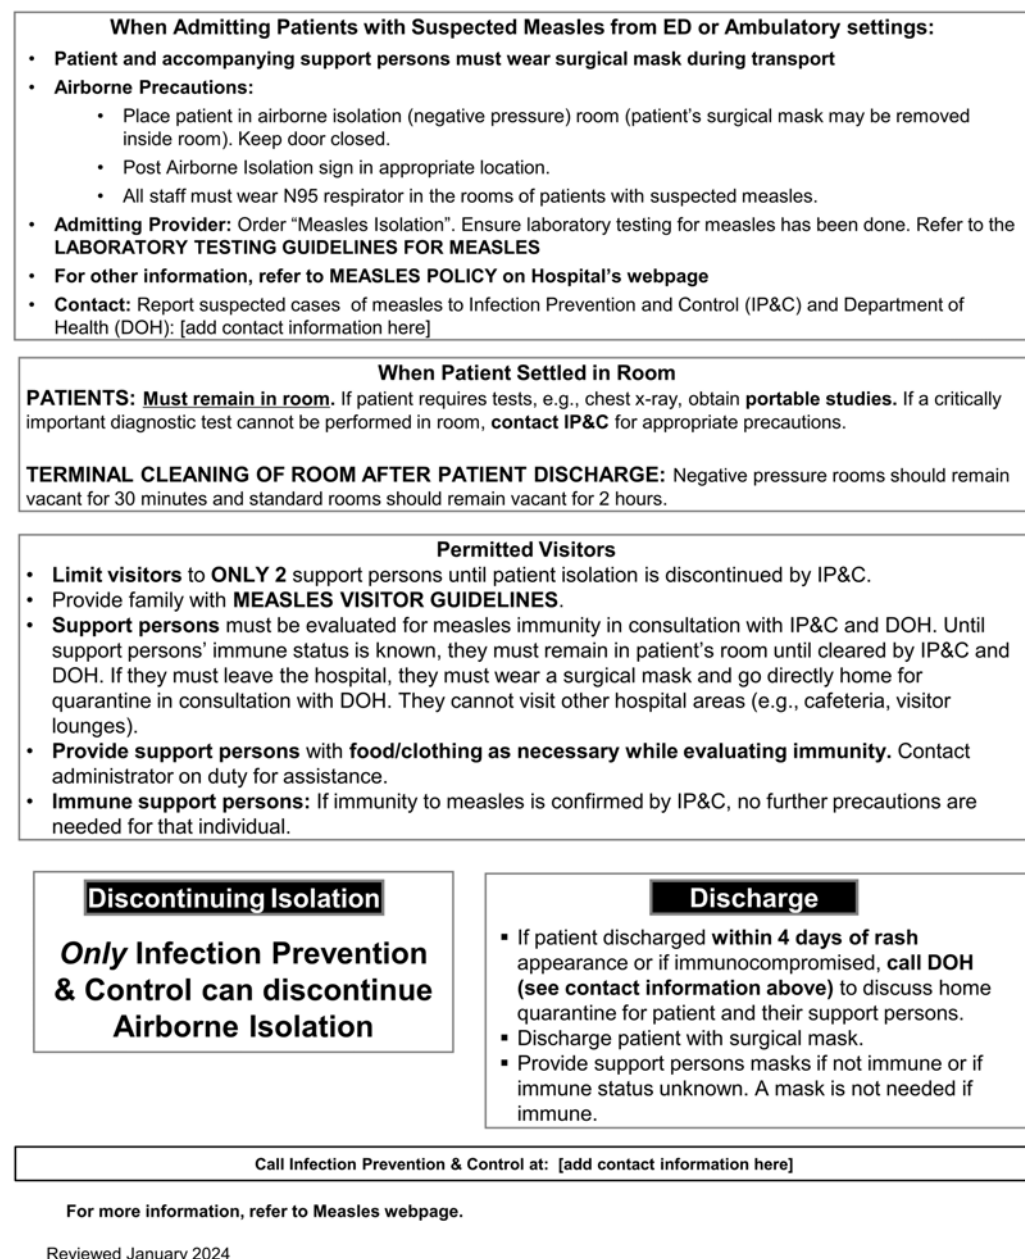 When Admitting Patients with Suspected Measles from ED or Ambulatory settings:
• Patient and accompanying support persons must wear surgical mask during transport
• Airborne Precautions:
• Place patient in airborne isolation (negative pressure) room (patient's surgical mask may be removed
inside room). Keep door closed.
• Post Airborne Isolation sign in appropriate location.
• All staff must wear N95 respirator in the rooms of patients with suspected measles.
• Admitting Provider: Order “Measles Isolation”. Ensure laboratory testing for measles has been done. Refer to the
LABORATORY TESTING GUIDELINES FOR MEASLES
• For other information, refer to MEASLES POLICY on Hospital's webpage
• Contact: Report suspected cases of measles to Infection Prevention and Control (IP&C) and Department of
Health (DOH): [add contact information here]
When Patient Settled in Room
PATIENTS: Must remain in room. If patient requires tests, e.g., chest x-ray, obtain portable studies. If a critically
important diagnostic test cannot be performed in room, contact IP&C for appropriate precautions.
TERMINAL CLEANING OF ROOM AFTER PATIENT DISCHARGE: Negative pressure rooms should remain
vacant for 30 minutes and standard rooms should remain vacant for 2 hours.
Permitted Visitors
• Limit visitors to ONLY 2 support persons until patient isolation is discontinued by IP&C.
• Provide family with MEASLES VISITOR GUIDELINES.
• Support persons must be evaluated for measles immunity in consultation with IP&C and DOH. Until
support persons' immune status is known, they must remain in patient's room until cleared by IP&C and
DOH. If they must leave the hospital, they must wear a surgical mask and go directly home for
quarantine in consultation with DOH. They cannot visit other hospital areas (e.g., cafeteria, visitor
lounges).
• Provide support persons with food/clothing as necessary while evaluating immunity. Contact
administrator on duty for assistance.
• Immune support persons: If immunity to measles is confirmed by IP&C, no further precautions are
needed for that individual.
Discontinuing Isolation
Only Infection Prevention
& Control can discontinue
Airborne Isolation
Discharge
▪ If patient discharged within 4 days of rash
appearance or if immunocompromised, call DOH
(see contact information above) to discuss home
quarantine for patient and their support persons.
▪ Discharge patient with surgical mask.
▪ Provide support persons masks if not immune or if
immune status unknown. A mask is not needed if
immune.
Call Infection Prevention & Control at: [add contact information here]
For more information, refer to Measles webpage.
Reviewed January 2024